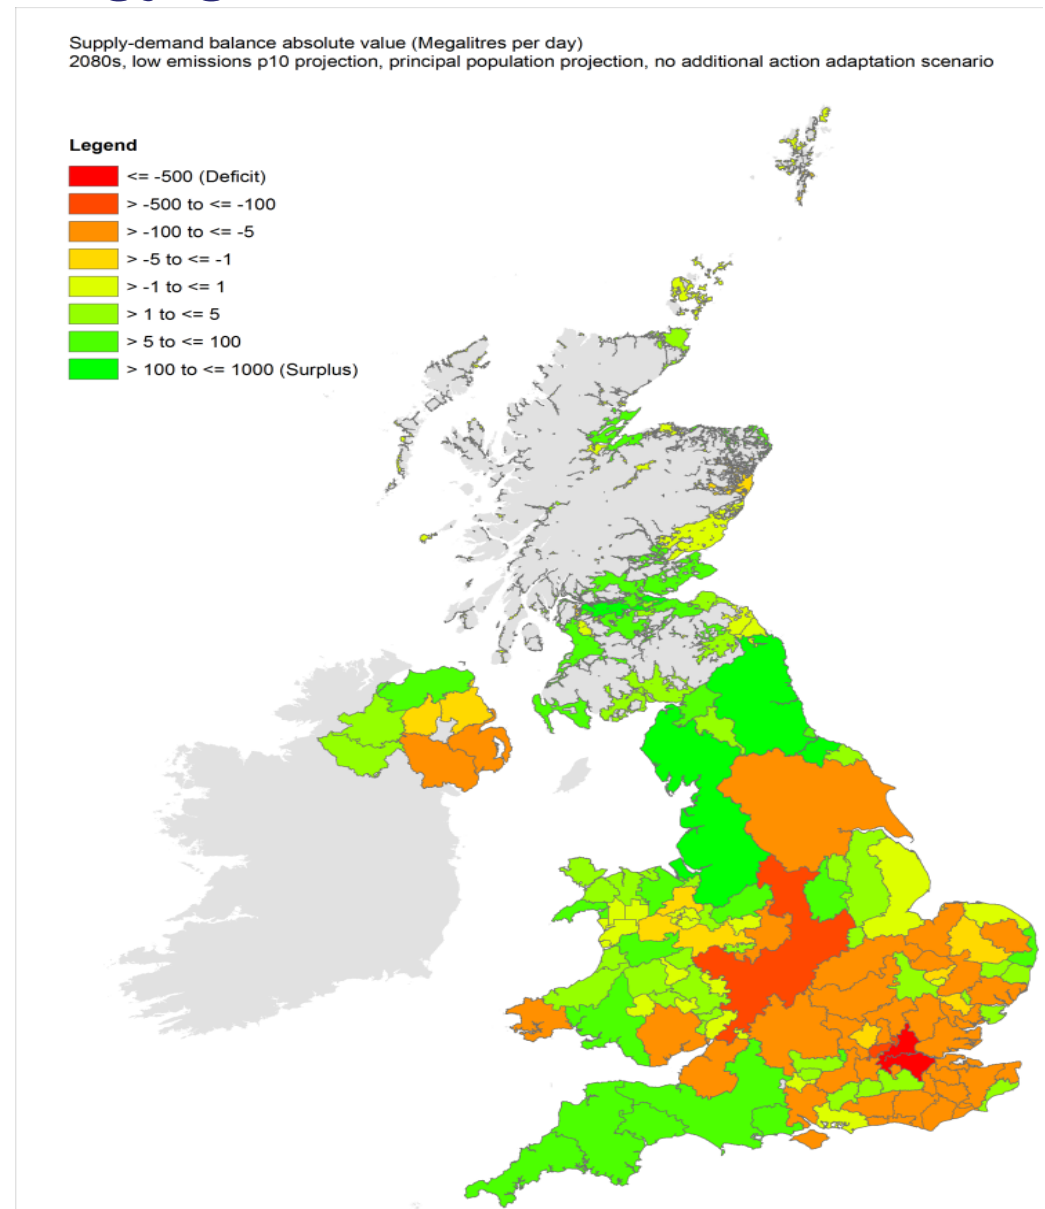 Supply-demand balance absolute value (Megalitres per day)
2080s, low emissions p10 projection, principal population projection, no additional action adaptation scenario
Legend
<= -500 (Deficit)
> -500 to <= -100
> -100 to <= -5
> -5 to <= -1
> -1 to <= 1
> 1 to <= 5
> 5 to <= 100
> 100 to <= 1000 (Surplus)